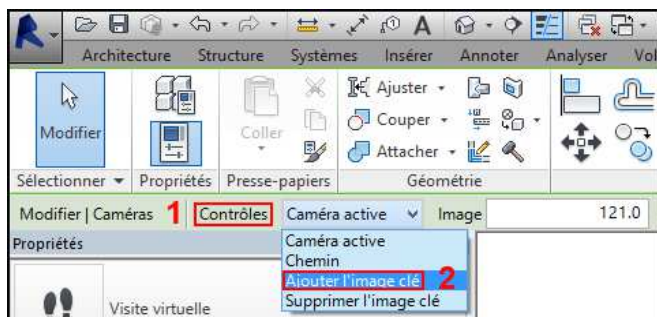 A
Architecture Structure Systèmes Insérer Annoter Analyser Vol
Modifier Coller Ajuster
Couper
Attacher
Sélectionner Propriétés Presse-papiers Géométrie
Modifier | Caméras 1 Contrôles Caméra active Image 121.0
Propriétés Caméra active
Chemin
Ajouter l'image clé 2
Supprimer l'image clé
Visite virtuelle